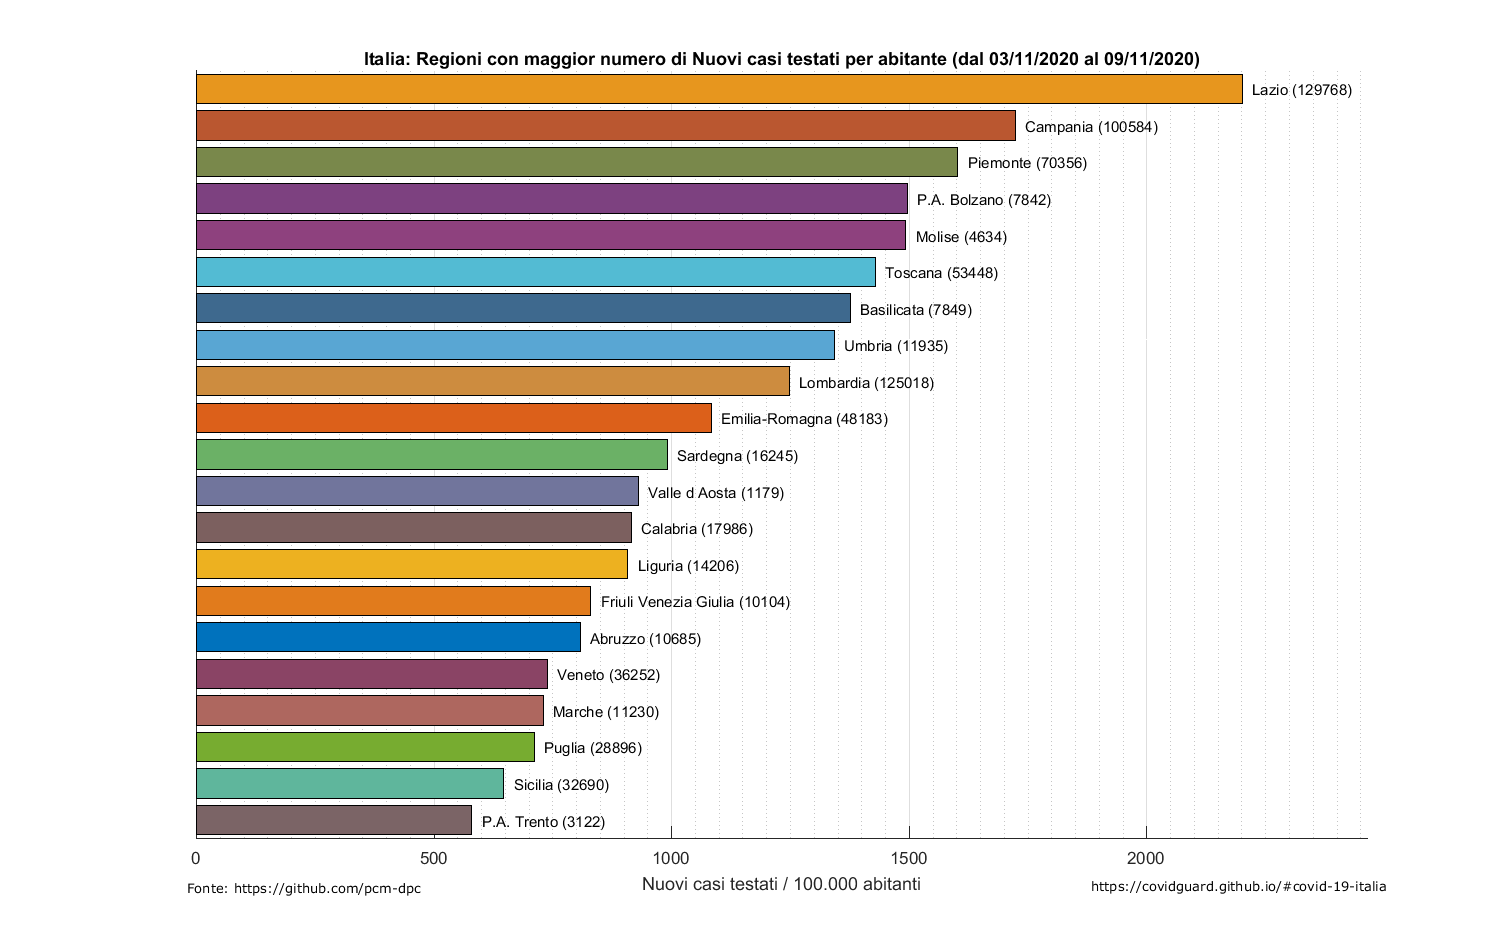 Italia: Regioni con maggior numero di Nuovi casi testati per abitante (dal 03/11/2020 al 09/11/2020)
Lazio (129768)
Campania (100584)
Piemonte (70356)
P.A. Bolzano (7842)
Molise (4634)
Toscana (53448)
Basilicata (7849)
Umbria (11935)
Lombardia (125018)
Emilia-Romagna (48183)
Sardegna (16245)
Valle d Aosta (1179)
Calabria (17986)
Liguria (14206)
Friuli Venezia Giulia (10104)
Abruzzo (10685)
Veneto (36252)
Marche (11230)
Puglia (28896)
Sicilia (32690)
P.A. Trento (3122)
0 500 1000 1500 2000
Nuovi casi testati / 100.000 abitanti
Fonte: https://github.com/pcm-dpc
https://covidguard.github.io/#covid-19-italia